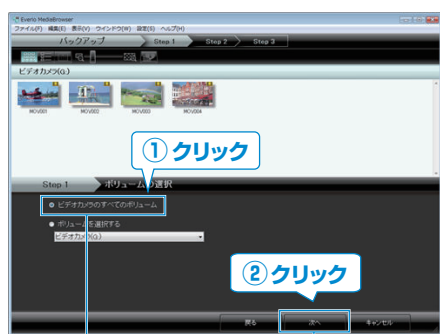 Everio MediaBrowser
ファイル(F) 編集(E) 表示(V) ウインドウ(W) 設定(E) ヘルプ(H)
バックアップ Step 1 Step 2 Step 3
ビデオカメラ(G:)
MOV001 MOV002 MOV003 MOV004
①クリック
Step 1 ボリュームの選択
ビデオカメラのすべてのボリューム
ボリュームを選択する
ビデオカメラ(G:)
②クリック
戻る 次へ キャンセル